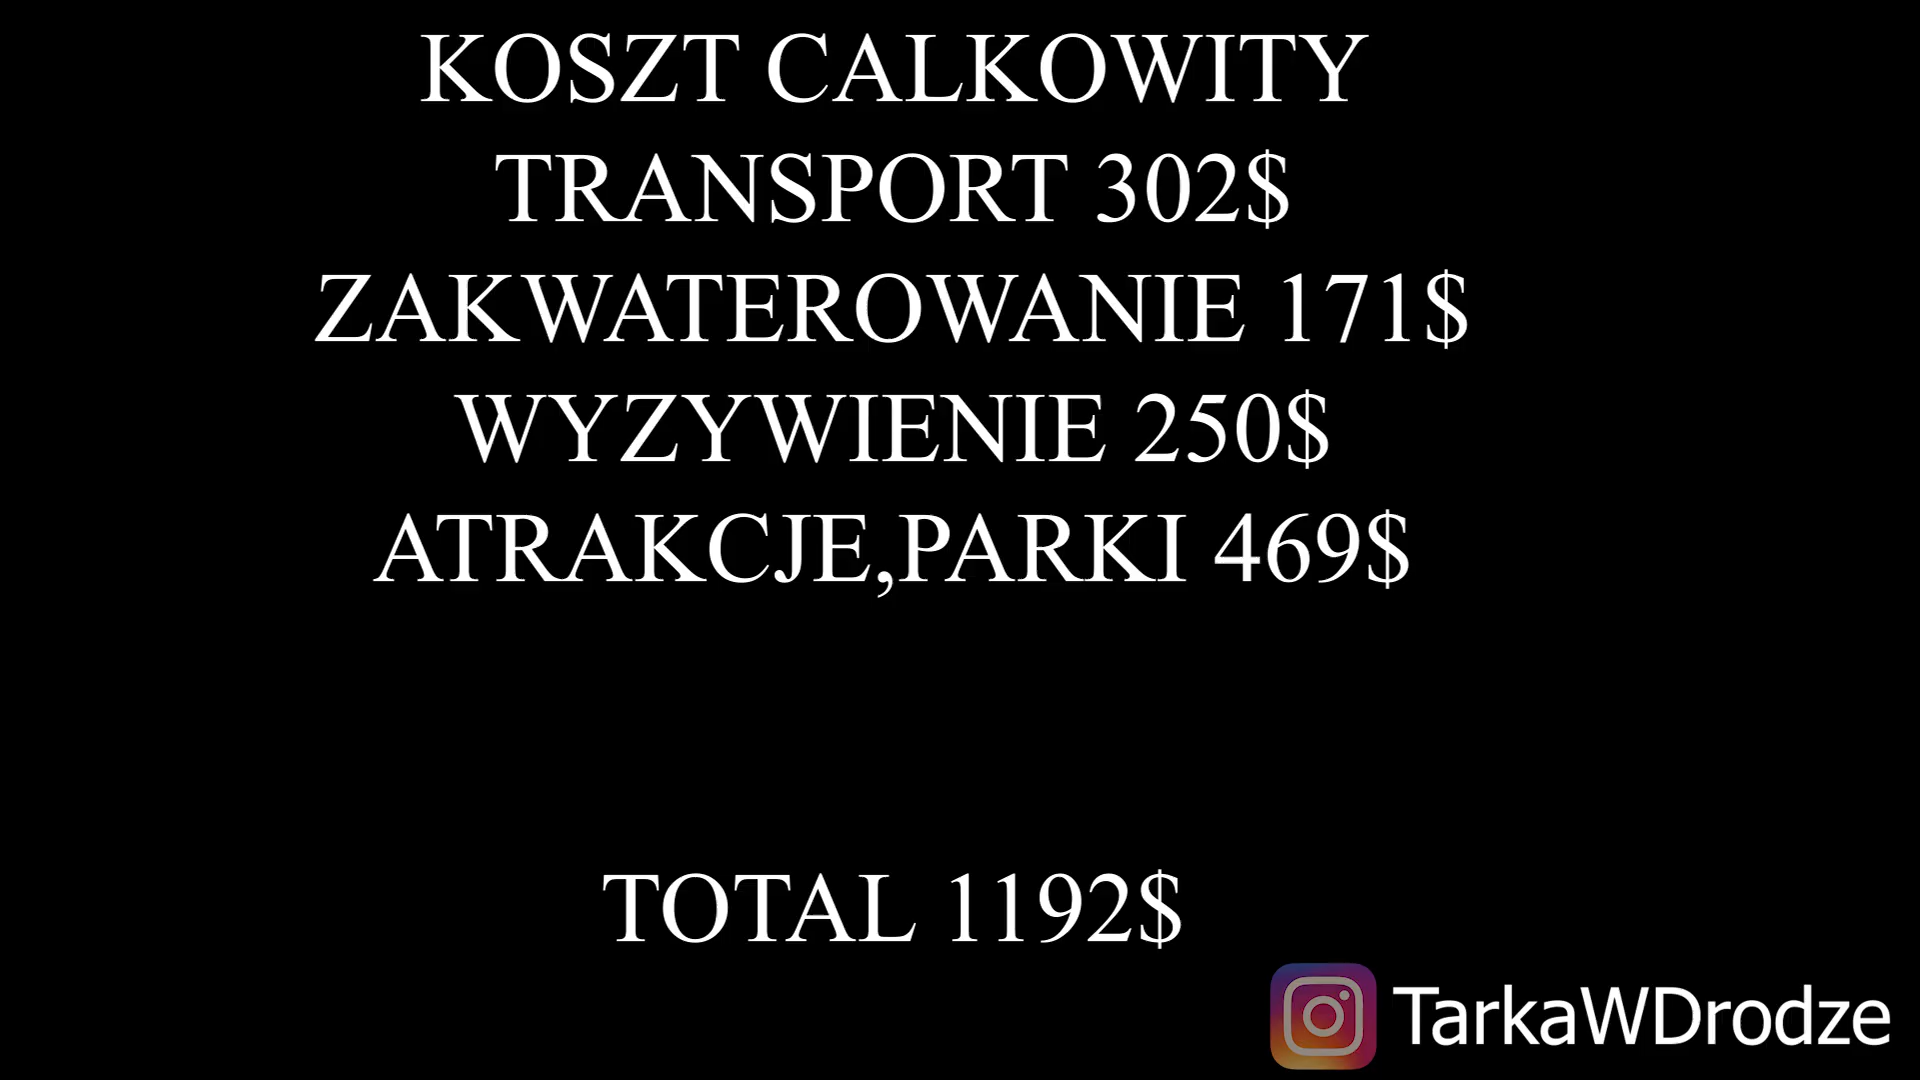 KOSZT CALKOWITY
TRANSPORT 302$
ZAKWATEROWANIE 171$
WYZYWIENIE 250$
ATRAKCJE,PARKI 469$
TOTAL 1192$
TarkaWDrodze